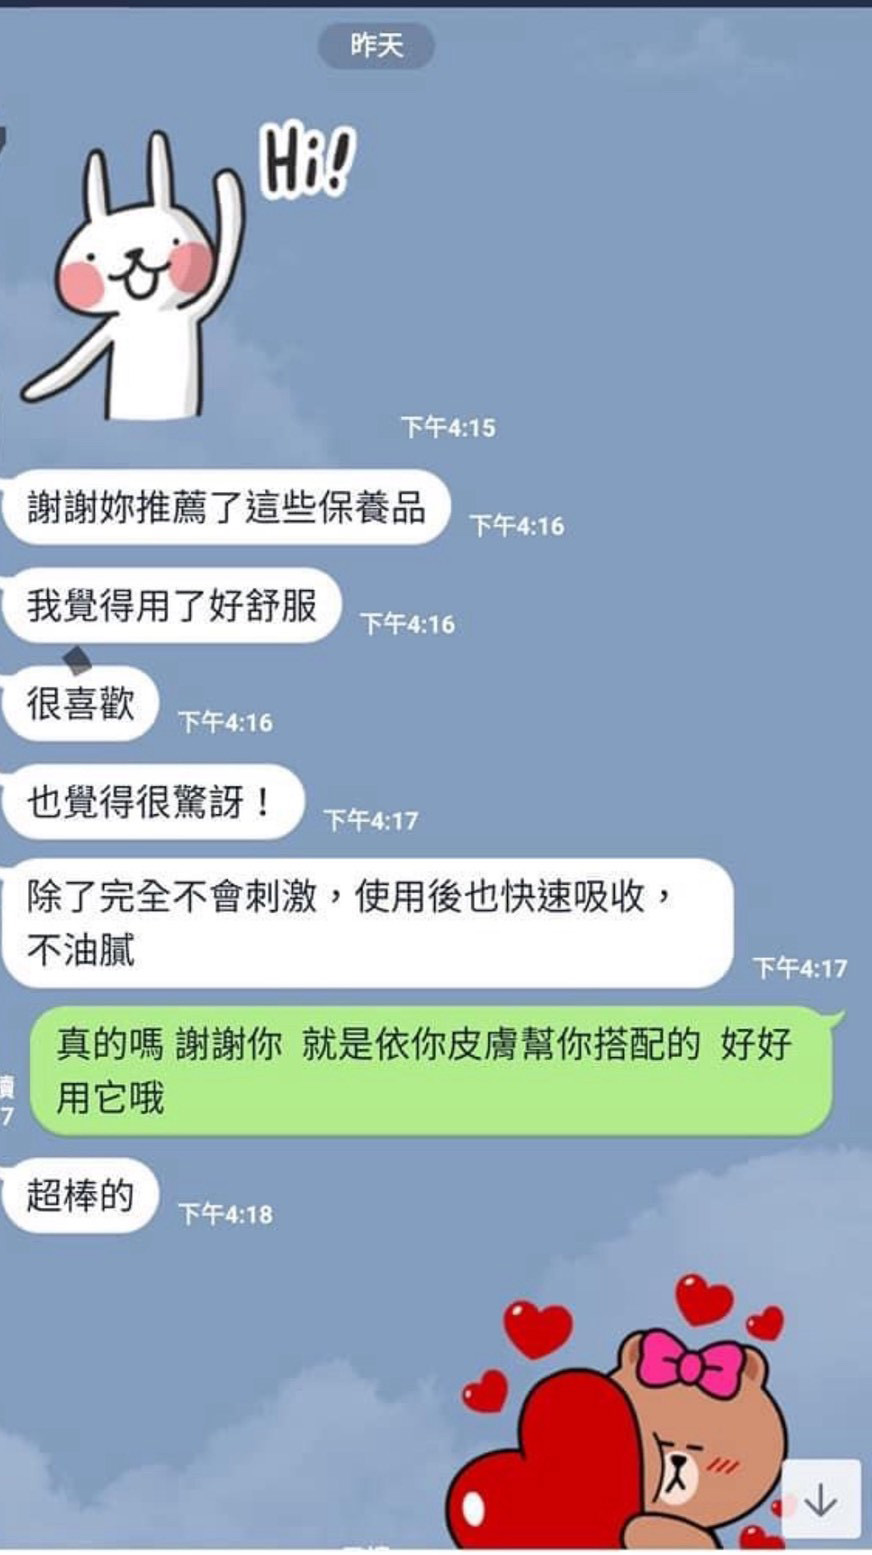 昨天
Hi!
下午4:15
謝謝妳推薦了這些保養品
下午4:16
我覺得用了好舒服
下午4:16
很喜歡
下午4:16
也覺得很驚訝！
下午4:17
除了完全不會刺激，使用後也快速吸收，
不油膩
下午4:17
真的嗎 謝謝你 就是依你皮膚幫你搭配的 好好
用它哦
7
超棒的
下午4:18